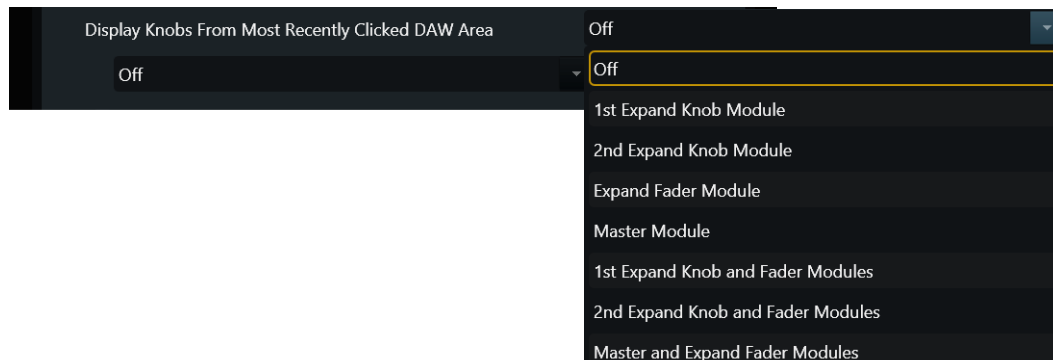 Display Knobs From Most Recently Clicked DAW Area
Off
Off
Off
1st Expand Knob Module
2nd Expand Knob Module
Expand Fader Module
Master Module
1st Expand Knob and Fader Modules
2nd Expand Knob and Fader Modules
Master and Expand Fader Modules